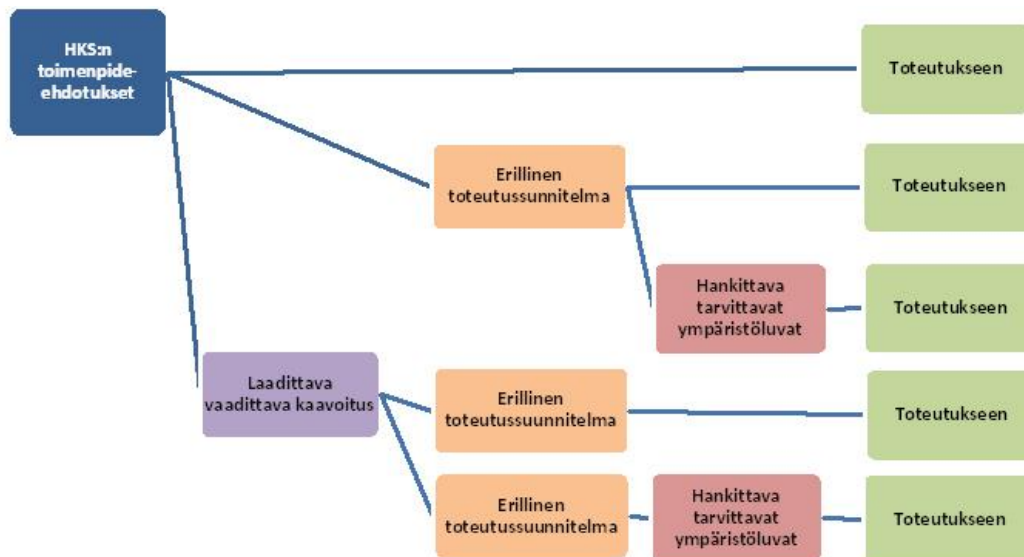 HKS:n
toimenpide-
ehdotukset
Toteutukseen
Erillinen
toteutussunnitelma
Toteutukseen
Hankittava
tarvittavat
ympäristöluvat
Toteutukseen
Laadittava
vaadittava kaavoitus
Erillinen
toteutussuunnitelma
Toteutukseen
Erillinen
toteutussuunnitelma
Hankittava
tarvittavat
ympäristöluvat
Toteutukseen